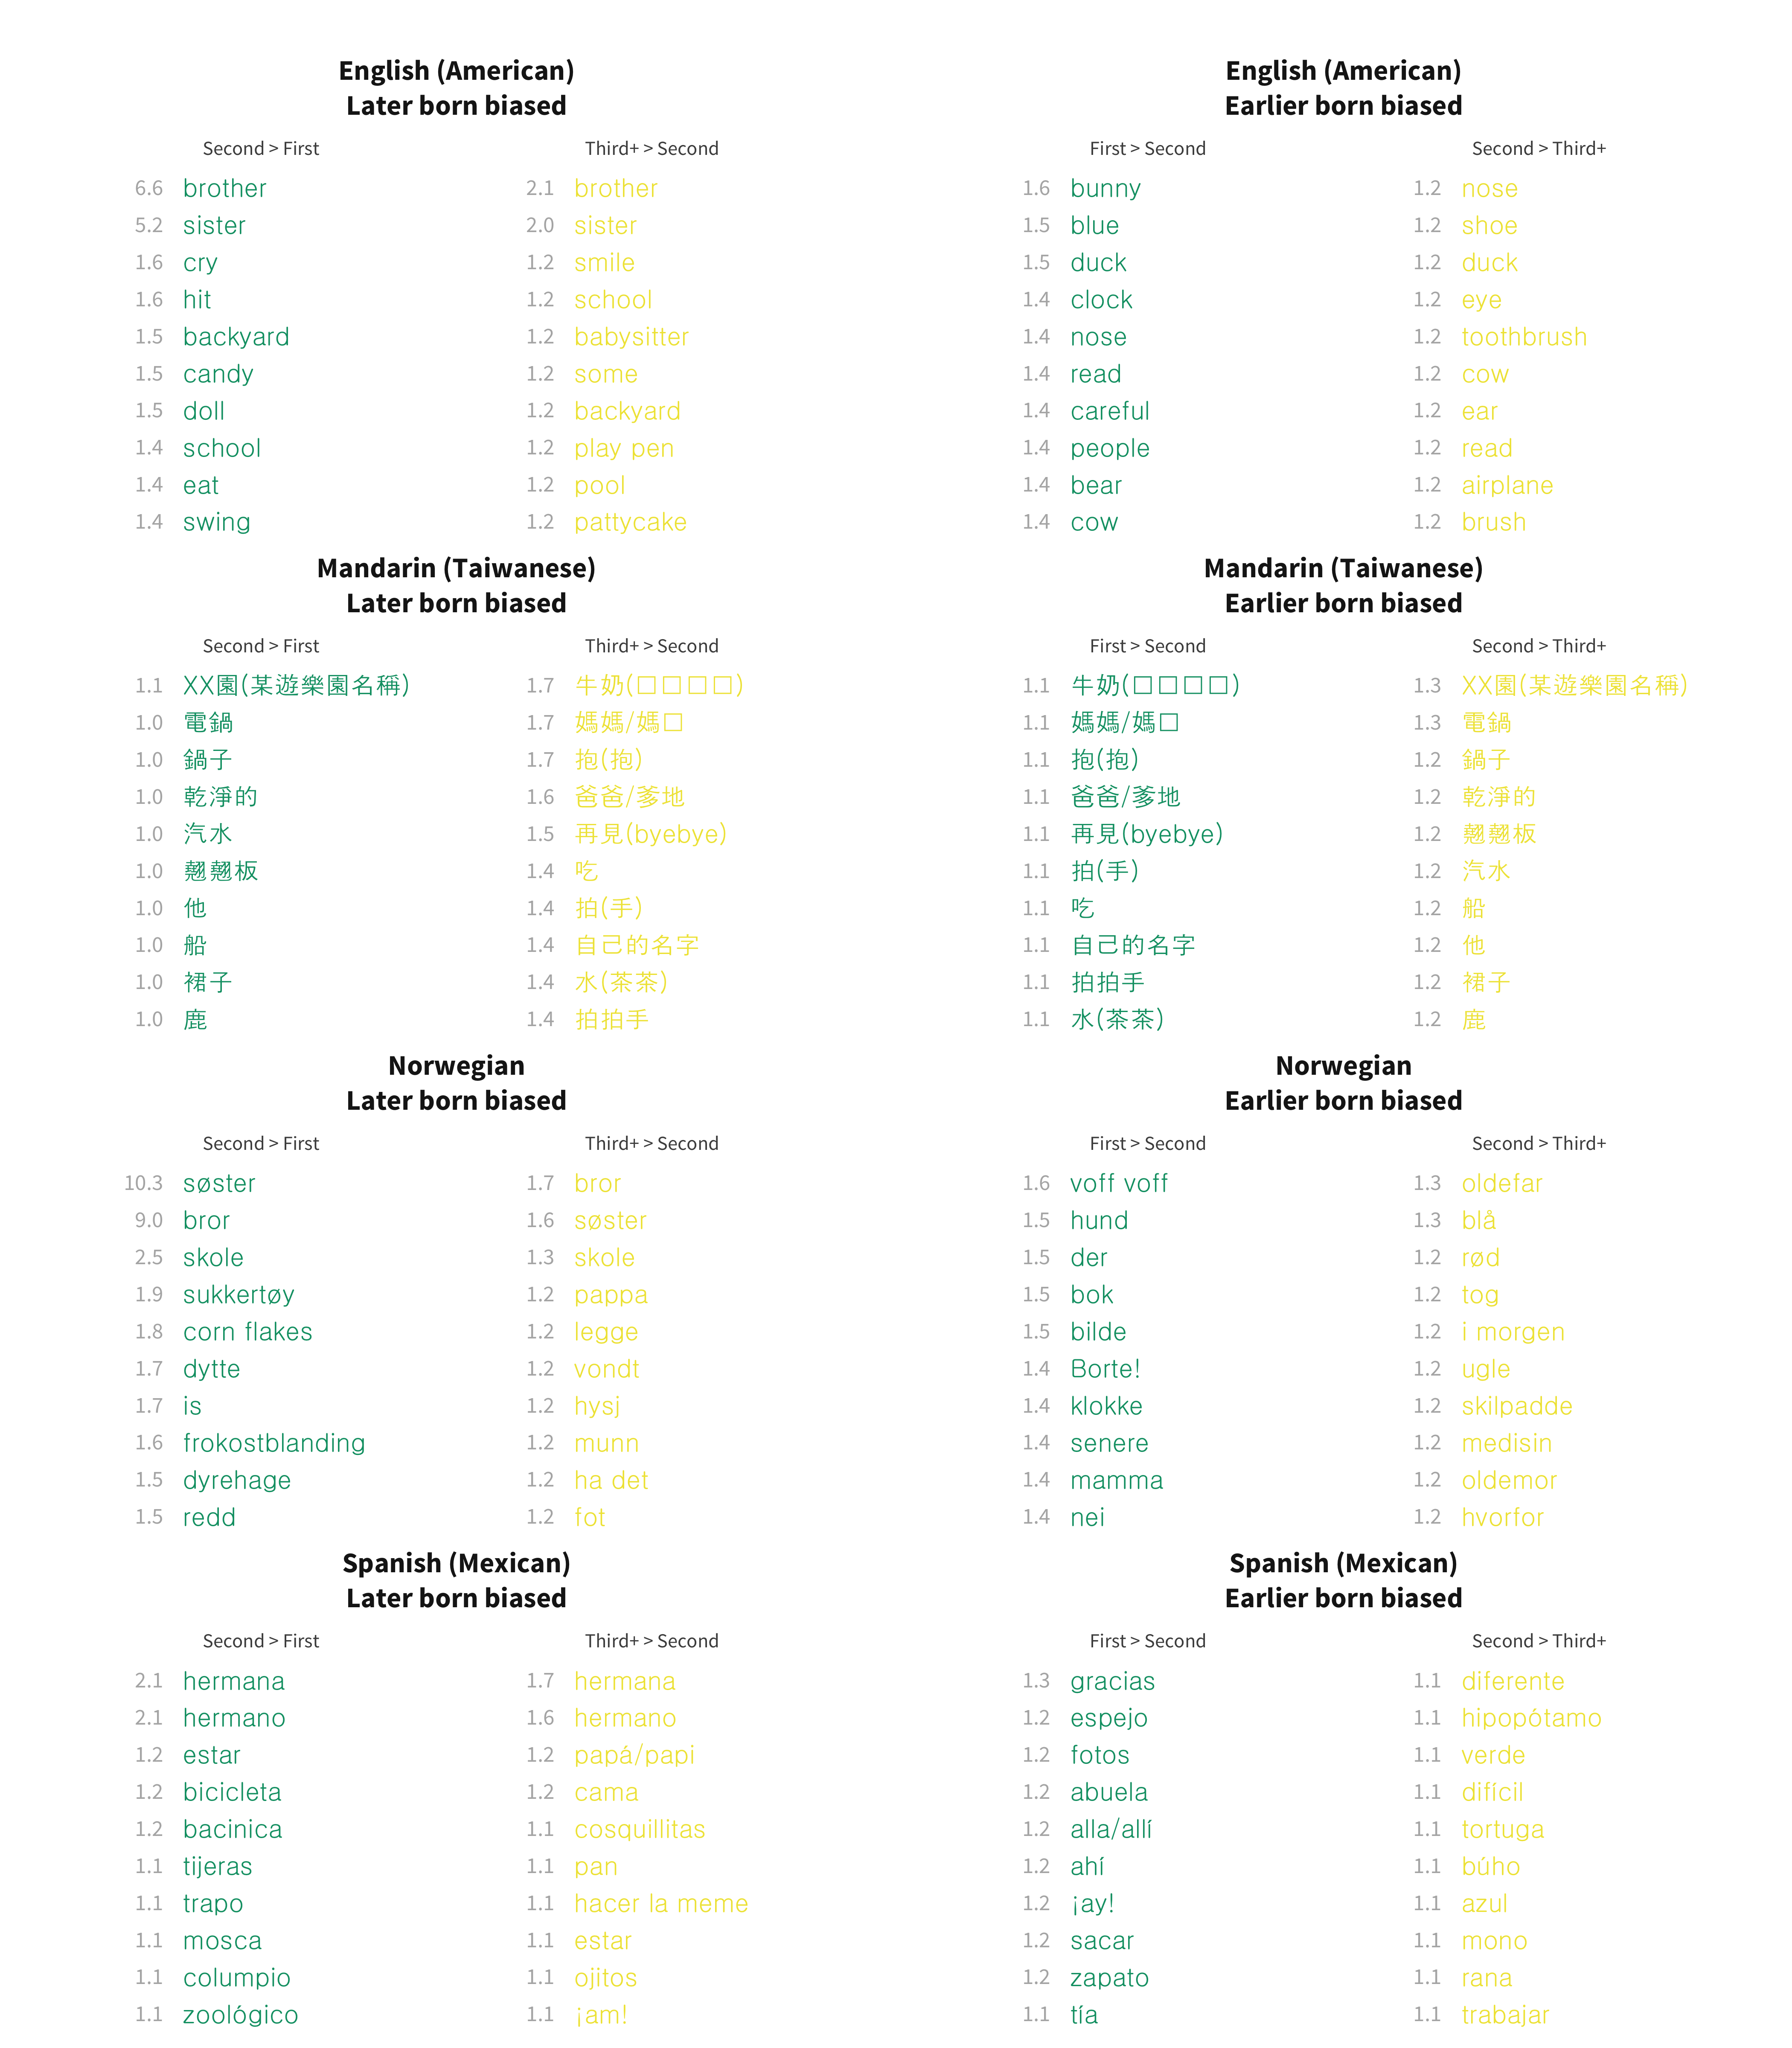 English (American)
Later born biased
Second > First
6.6 brother
5.2 sister
1.6 cry
1.6 hit
1.5 backyard
1.5 candy
1.5 doll
1.4 school
1.4 eat
1.4 swing
Third+ > Second
2.1 brother
2.0 sister
1.2 smile
1.2 school
1.2 babysitter
1.2 some
1.2 backyard
1.2 play pen
1.2 pool
1.2 pattycake
English (American)
Earlier born biased
First > Second
1.6 bunny
1.5 blue
1.5 duck
1.4 clock
1.4 nose
1.4 read
1.4 careful
1.4 people
1.4 bear
1.4 cow
Second > Third+
1.2 nose
1.2 shoe
1.2 duck
1.2 eye
1.2 toothbrush
1.2 cow
1.2 ear
1.2 read
1.2 airplane
1.2 brush
Mandarin (Taiwanese)
Later born biased
Second > First
1.1 XX園(某遊樂園名稱)
1.0 電鍋
1.0 鍋子
1.0 乾淨的
1.0 汽水
1.0 翹翹板
1.0 他
1.0 船
1.0 裙子
1.0 鹿
Third+ > Second
1.7 牛奶(□□□□)
1.7 媽媽/媽□
1.7 抱(抱)
1.6 爸爸/爹地
1.5 再見(byebye)
1.4 吃
1.4 拍(手)
1.4 自己的名字
1.4 水(茶茶)
1.4 拍拍手
Mandarin (Taiwanese)
Earlier born biased
First > Second
1.1 牛奶(□□□□)
1.1 媽媽/媽□
1.1 抱(抱)
1.1 爸爸/爹地
1.1 再見(byebye)
1.1 拍(手)
1.1 吃
1.1 自己的名字
1.1 拍拍手
1.1 水(茶茶)
Second > Third+
1.3 XX園(某遊樂園名稱)
1.3 電鍋
1.2 鍋子
1.2 乾淨的
1.2 翹翹板
1.2 汽水
1.2 船
1.2 他
1.2 裙子
1.2 鹿
Norwegian
Later born biased
Second > First
10.3 søster
9.0 bror
2.5 skole
1.9 sukkertøy
1.8 corn flakes
1.7 dytte
1.7 is
1.6 frokostblanding
1.5 dyrehage
1.5 redd
Third+ > Second
1.7 bror
1.6 søster
1.3 skole
1.2 pappa
1.2 legge
1.2 vondt
1.2 hysj
1.2 munn
1.2 ha det
1.2 fot
Norwegian
Earlier born biased
First > Second
1.6 voff voff
1.5 hund
1.5 der
1.5 bok
1.5 bilde
1.4 Borte!
1.4 klokke
1.4 senere
1.4 mamma
1.4 nei
Second > Third+
1.3 oldefar
1.3 blå
1.2 rød
1.2 tog
1.2 i morgen
1.2 ugle
1.2 skilpadde
1.2 medisin
1.2 oldemor
1.2 hvorfor
Spanish (Mexican)
Later born biased
Second > First
2.1 hermana
2.1 hermano
1.2 estar
1.2 bicicleta
1.2 bacinica
1.1 tijeras
1.1 trapo
1.1 mosca
1.1 columpio
1.1 zoológico
Third+ > Second
1.7 hermana
1.6 hermano
1.2 papá/papi
1.2 cama
1.1 cosquillitas
1.1 pan
1.1 hacer la meme
1.1 estar
1.1 ojitos
1.1 ¡am!
Spanish (Mexican)
Earlier born biased
First > Second
1.3 gracias
1.2 espejo
1.2 fotos
1.2 abuela
1.2 alla/allí
1.2 ahí
1.2 ¡ay!
1.2 sacar
1.2 zapato
1.1 tía
Second > Third+
1.1 diferente
1.1 hipopótamo
1.1 verde
1.1 difícil
1.1 tortuga
1.1 búho
1.1 azul
1.1 mono
1.1 rana
1.1 trabajar